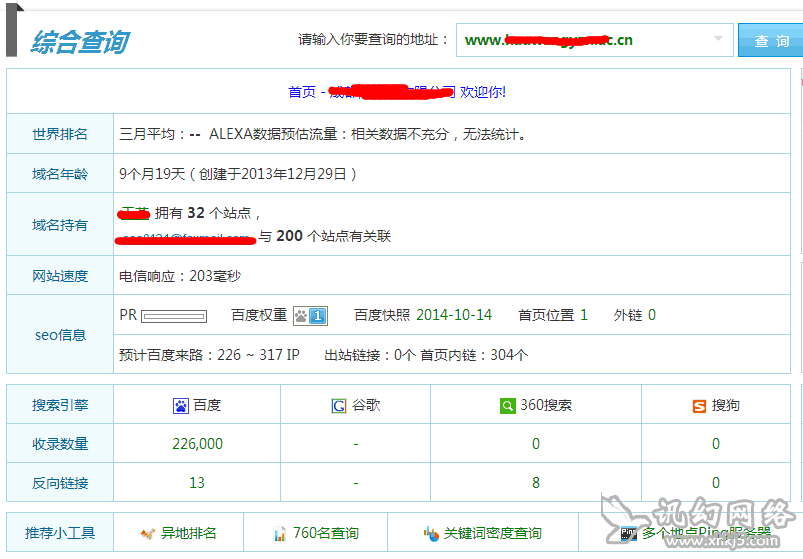 综合查询 请输入你要查询的地址： www. .cn 查 询
首页 - 欢迎你!
世界排名 三月平均：-- ALEXA数据预估流量：相关数据不充分，无法统计。
域名年龄 9个月19天（创建于2013年12月29日）
域名持有 拥有 32 个站点，
与 200 个站点有关联
网站速度 电信响应：203毫秒
seo信息 PR 百度权重 1 百度快照 2014-10-14 首页位置 1 外链 0
预计百度来路：226 ~ 317 IP 出站链接：0个 首页内链：304个
搜索引擎 百度 谷歌 360搜索 搜狗
收录数量 226,000 - 0 0
反向链接 13 - 8 0
推荐小工具 异地排名 760名查询 关键词密度查询 多个地点Ping服务器
讯幻网络
www.xnkj3.com